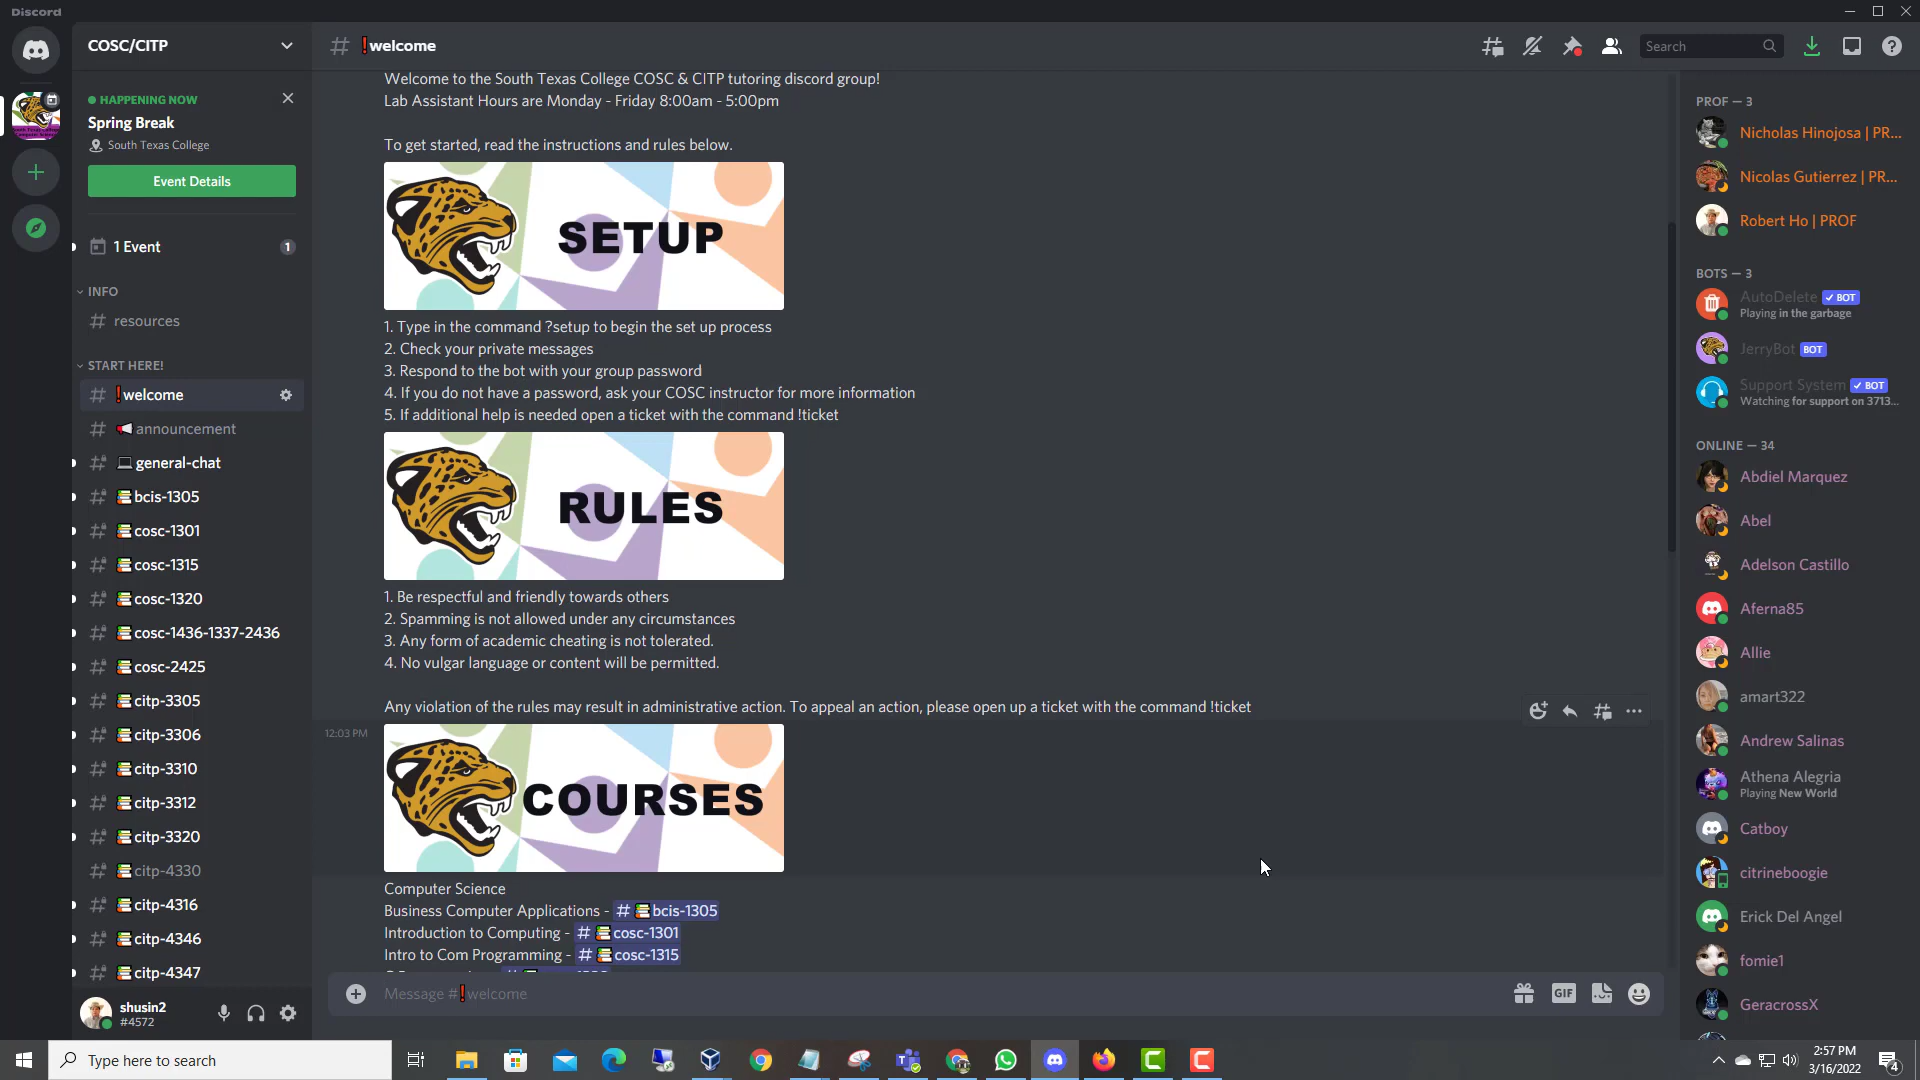 Discord
COSC/CITP
HAPPENING NOW
Spring Break
South Texas College
Event Details
1 Event
1
INFO
resources
START HERE!
welcome
announcement
general-chat
bcis-1305
cosc-1301
cosc-1315
cosc-1320
cosc-1436-1337-2436
cosc-2425
citp-3305
citp-3306
citp-3310
citp-3312
citp-3320
citp-4330
citp-4316
citp-4346
citp-4347
shusin2
#4572
# ❗welcome
Search
Welcome to the South Texas College COSC & CITP tutoring discord group!
Lab Assistant Hours are Monday - Friday 8:00am - 5:00pm
To get started, read the instructions and rules below.
SETUP
1. Type in the command ?setup to begin the set up process
2. Check your private messages
3. Respond to the bot with your group password
4. If you do not have a password, ask your COSC instructor for more information
5. If additional help is needed open a ticket with the command !ticket
RULES
1. Be respectful and friendly towards others
2. Spamming is not allowed under any circumstances
3. Any form of academic cheating is not tolerated.
4. No vulgar language or content will be permitted.
Any violation of the rules may result in administrative action. To appeal an action, please open up a ticket with the command !ticket
12:03 PM
COURSES
Computer Science
Business Computer Applications - # bcis-1305
Introduction to Computing - # cosc-1301
Intro to Com Programming - # cosc-1315
Message #❗welcome
GIF
PROF — 3
Nicholas Hinojosa | PR...
Nicolas Gutierrez | PR...
Robert Ho | PROF
BOTS — 3
AutoDelete ✓ BOT
Playing in the garbage
JerryBot BOT
Support System ✓ BOT
Watching for support on 3713...
ONLINE — 34
Abdiel Marquez
Abel
Adelson Castillo
Aferna85
Allie
amart322
Andrew Salinas
Athena Alegria
Playing New World
Catboy
citrineboogie
Erick Del Angel
fomie1
GeracrossX
Type here to search
2:57 PM
3/16/2022
4